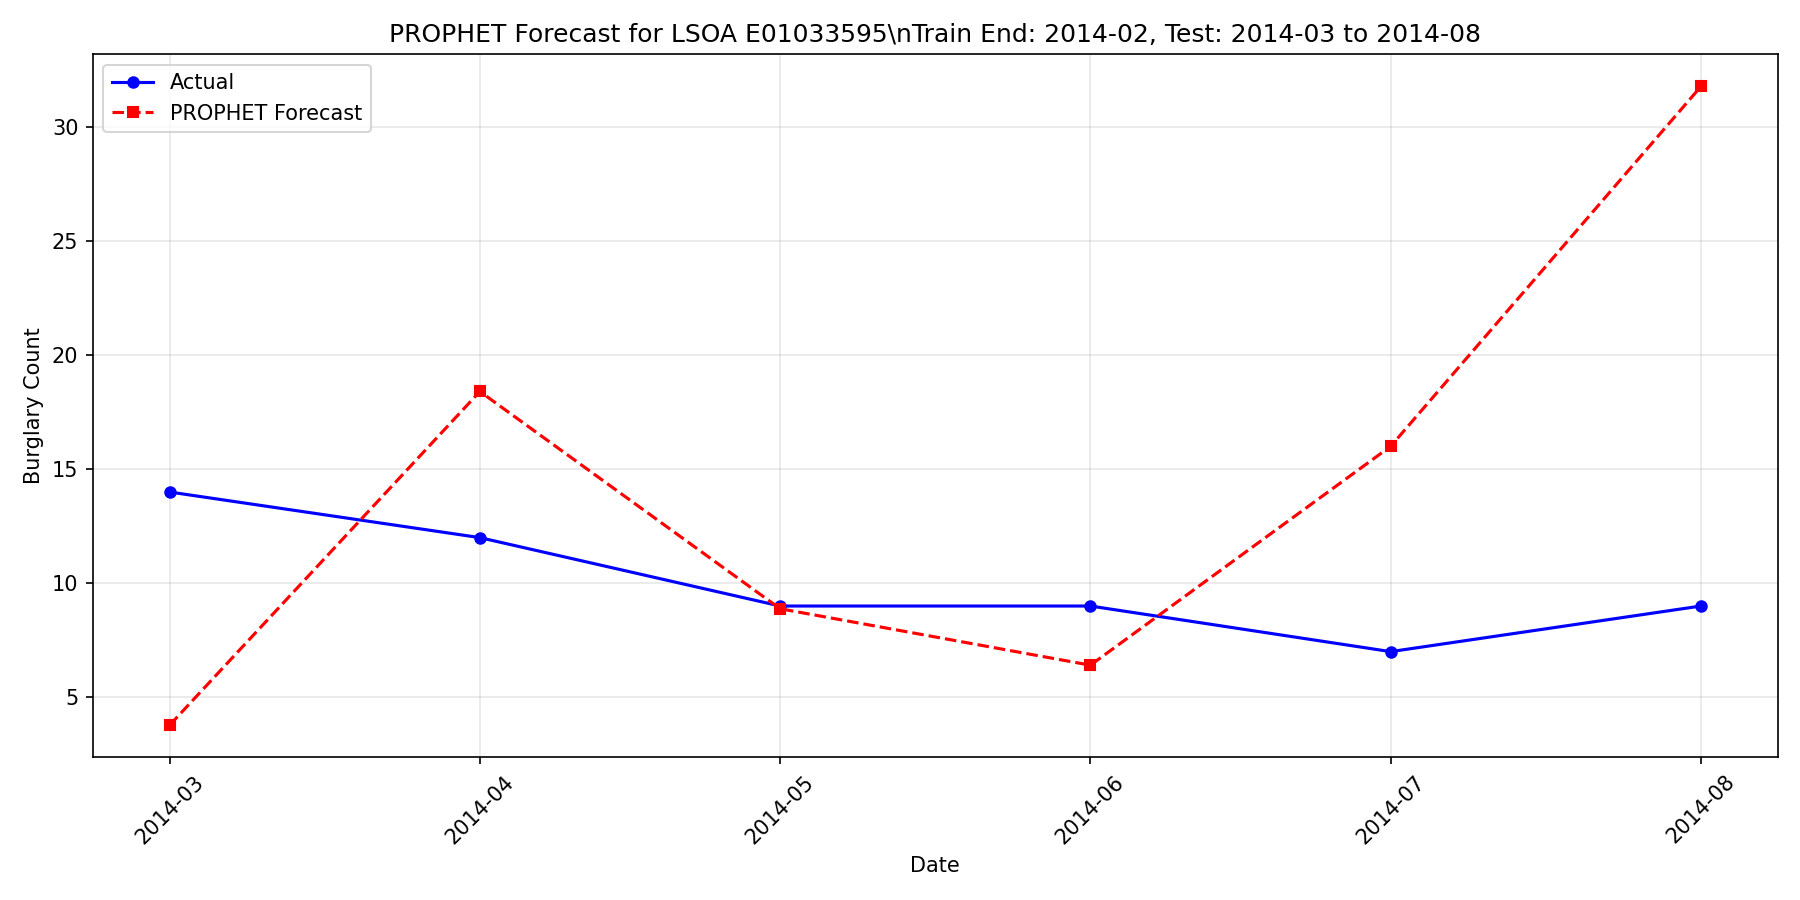 PROPHET Forecast for LSOA E01033595\nTrain End: 2014-02, Test: 2014-03 to 2014-08
Actual
PROPHET Forecast
Burglary Count
30
25
20
15
10
5
2014-03
2014-04
2014-05
2014-06
2014-07
2014-08
Date